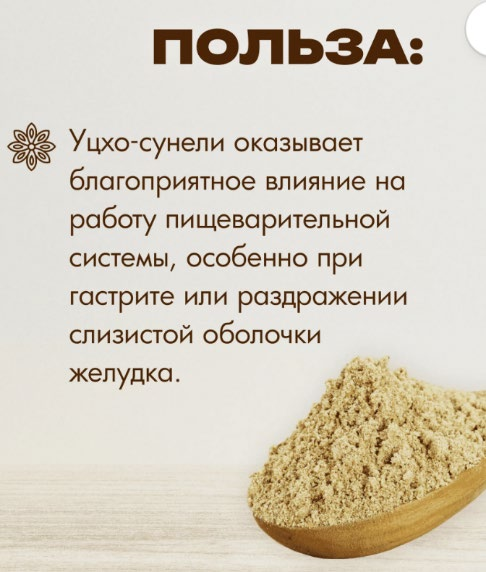 ПОЛЬЗА:
Уцхо-сунели оказывает
благоприятное влияние на
работу пищеварительной
системы, особенно при
гастрите или раздражении
слизистой оболочки
желудка.